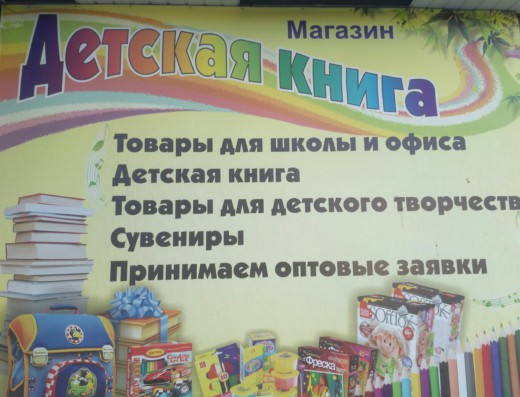 Магазин
Детская книга
Товары для школы и офиса
Детская книга
Товары для детского творчеств
Сувениры
Принимаем оптовые заявки
Фреска